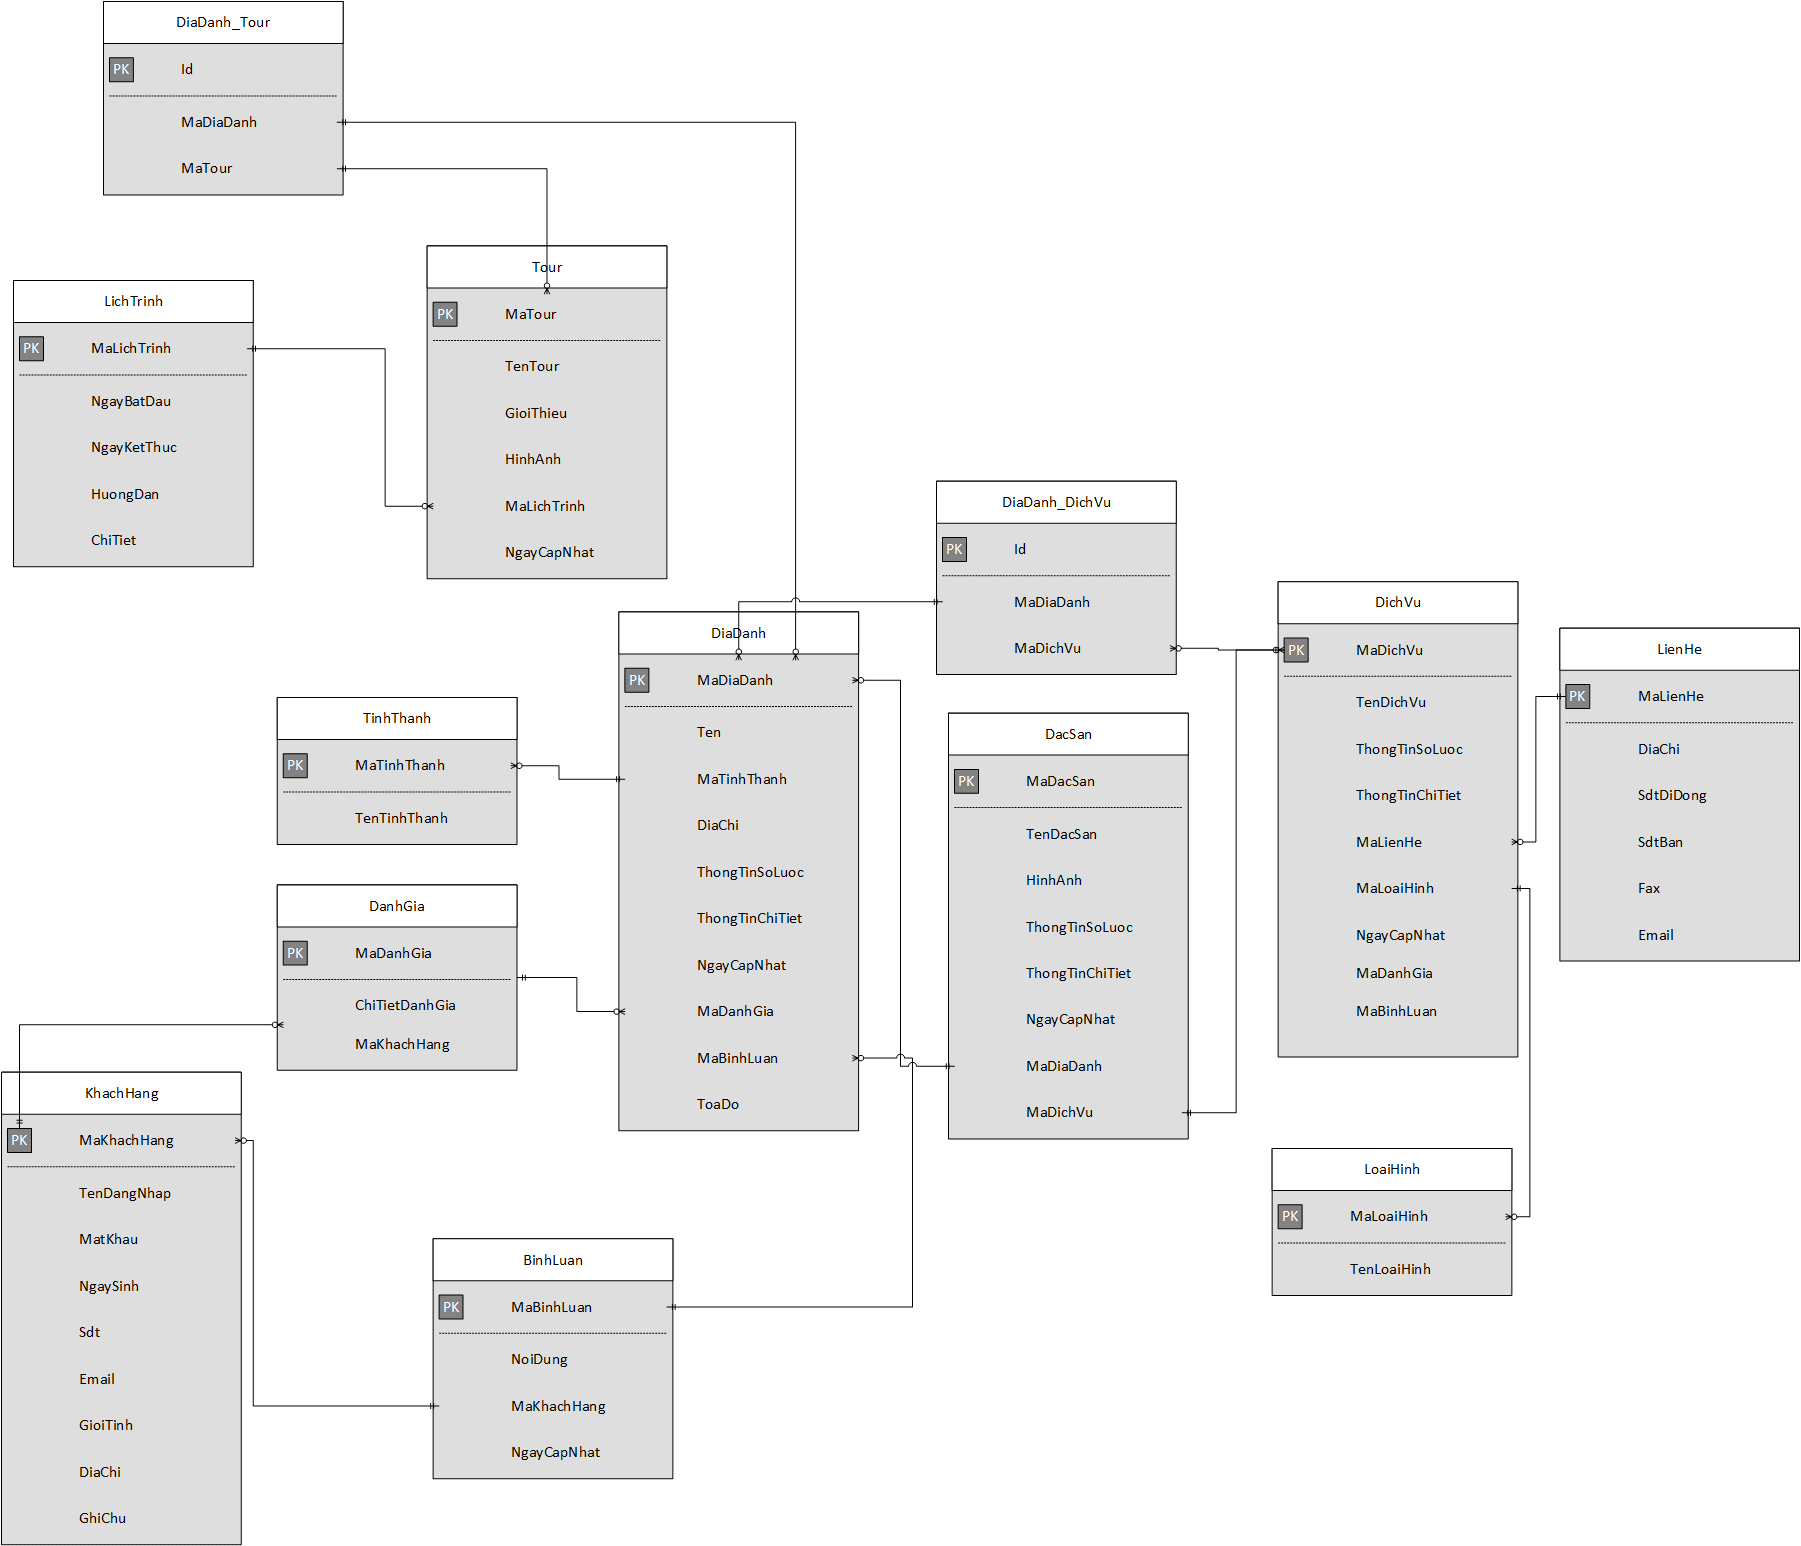 DiaDanh_Tour
PK Id
MaDiaDanh
MaTour
Tour
PK MaTour
TenTour
GioiThieu
HinhAnh
MaLichTrinh
NgayCapNhat
LichTrinh
PK MaLichTrinh
NgayBatDau
NgayKetThuc
HuongDan
ChiTiet
DiaDanh_DichVu
PK Id
MaDiaDanh
MaDichVu
DichVu
PK MaDichVu
TenDichVu
ThongTinSoLuoc
ThongTinChiTiet
MaLienHe
MaLoaiHinh
NgayCapNhat
MaDanhGia
MaBinhLuan
LienHe
PK MaLienHe
DiaChi
SdtDiDong
SdtBan
Fax
Email
DiaDanh
PK MaDiaDanh
Ten
MaTinhThanh
DiaChi
ThongTinSoLuoc
ThongTinChiTiet
NgayCapNhat
MaDanhGia
MaBinhLuan
ToaDo
TinhThanh
PK MaTinhThanh
TenTinhThanh
DacSan
PK MaDacSan
TenDacSan
HinhAnh
ThongTinSoLuoc
ThongTinChiTiet
NgayCapNhat
MaDiaDanh
MaDichVu
DanhGia
PK MaDanhGia
ChiTietDanhGia
MaKhachHang
KhachHang
PK MaKhachHang
TenDangNhap
MatKhau
NgaySinh
Sdt
Email
GioiTinh
DiaChi
GhiChu
BinhLuan
PK MaBinhLuan
NoiDung
MaKhachHang
NgayCapNhat
LoaiHinh
PK MaLoaiHinh
TenLoaiHinh